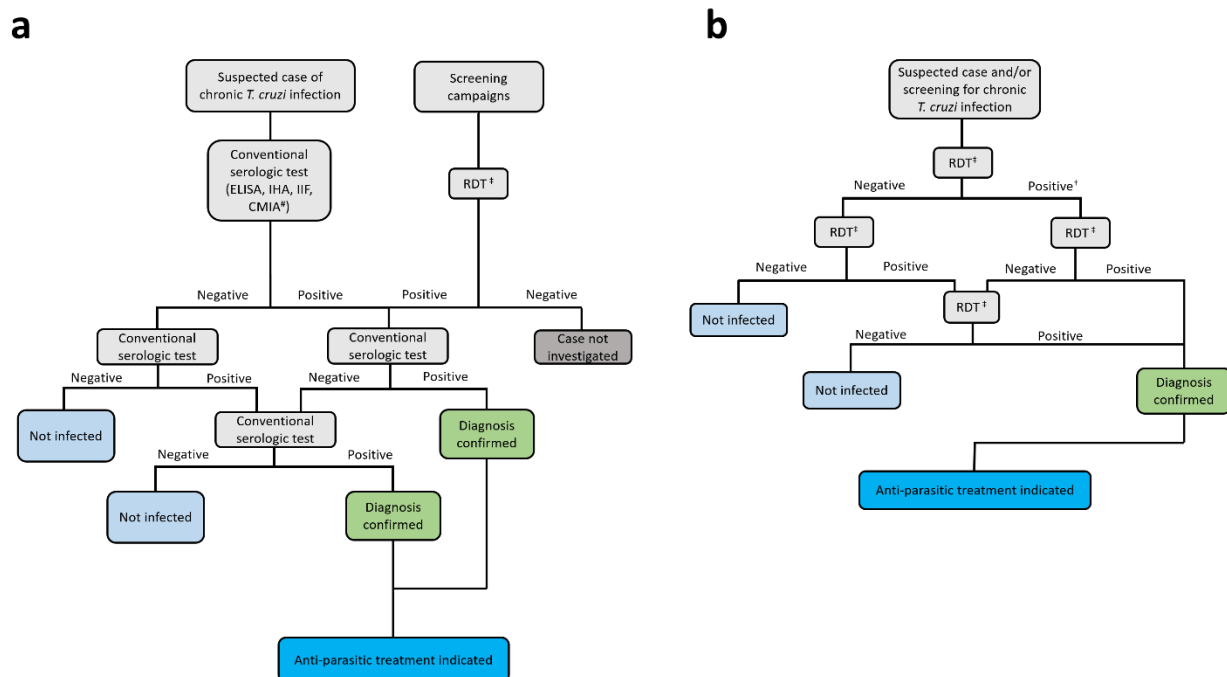 a
Suspected case of
chronic T. cruzi infection
Screening
campaigns
Conventional
serologic test
(ELISA, IHA, IIF,
CMIA#)
RDT‡
Negative
Positive
Positive
Negative
Conventional
serologic test
Conventional
serologic test
Case not
investigated
Negative
Positive
Negative
Positive
Not infected
Conventional
serologic test
Diagnosis
confirmed
Negative
Positive
Not infected
Diagnosis
confirmed
Anti-parasitic treatment indicated
b
Suspected case and/or
screening for chronic
T. cruzi infection
RDT‡
Negative
Positive†
RDT‡
RDT‡
Negative
Positive
Negative
Positive
Not infected
RDT‡
Negative
Positive
Not infected
Diagnosis
confirmed
Anti-parasitic treatment indicated